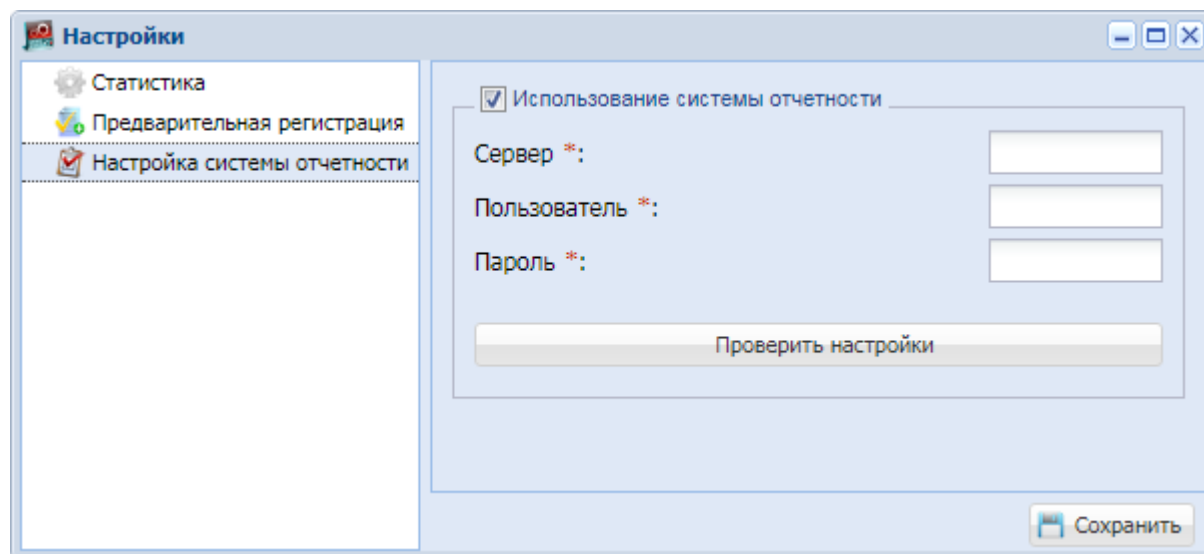 Настройки
Статистика
Предварительная регистрация
Настройка системы отчетности
Использование системы отчетности
Сервер *:
Пользователь *:
Пароль *:
Проверить настройки
Сохранить